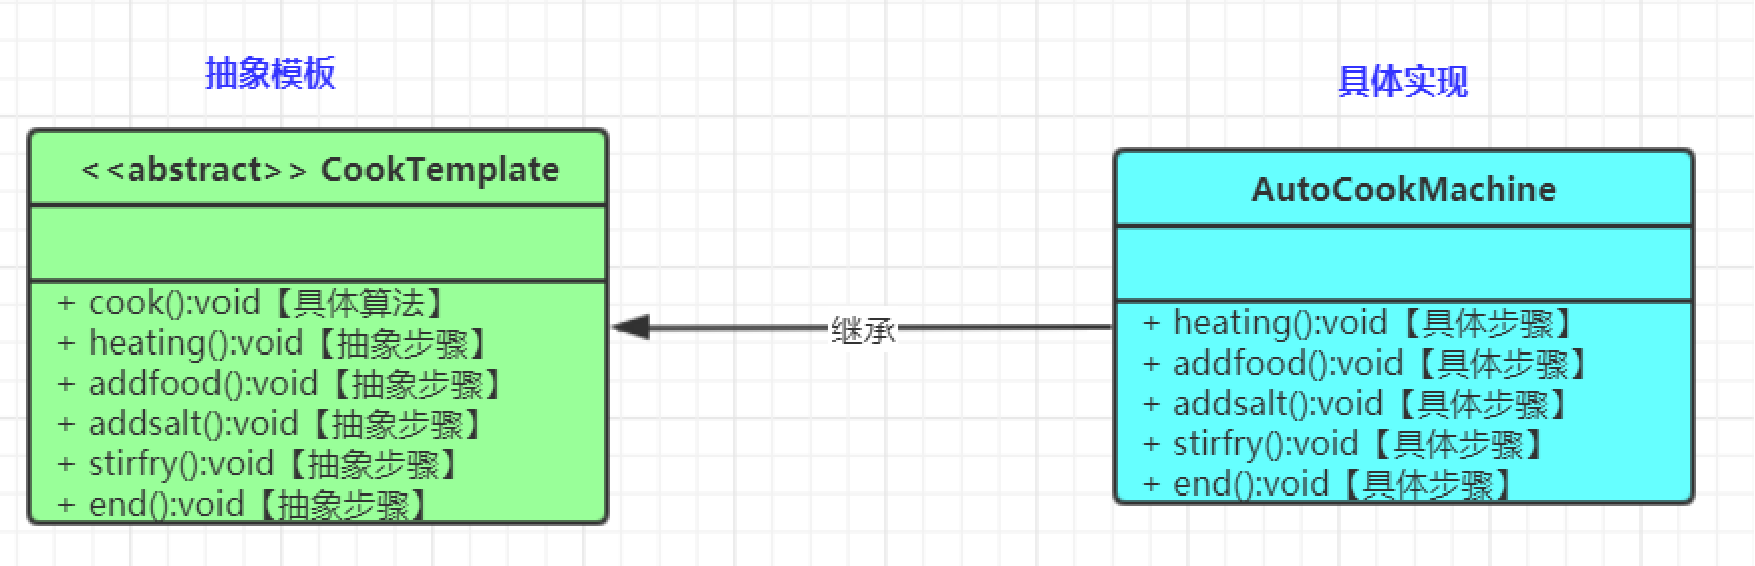 抽象模板
<<abstract>> CookTemplate
+ cook():void【具体算法】
+ heating():void【抽象步骤】
+ addfood():void【抽象步骤】
+ addsalt():void【抽象步骤】
+ stirfry():void【抽象步骤】
+ end():void【抽象步骤】
继承
具体实现
AutoCookMachine
+ heating():void【具体步骤】
+ addfood():void【具体步骤】
+ addsalt():void【具体步骤】
+ stirfry():void【具体步骤】
+ end():void【具体步骤】